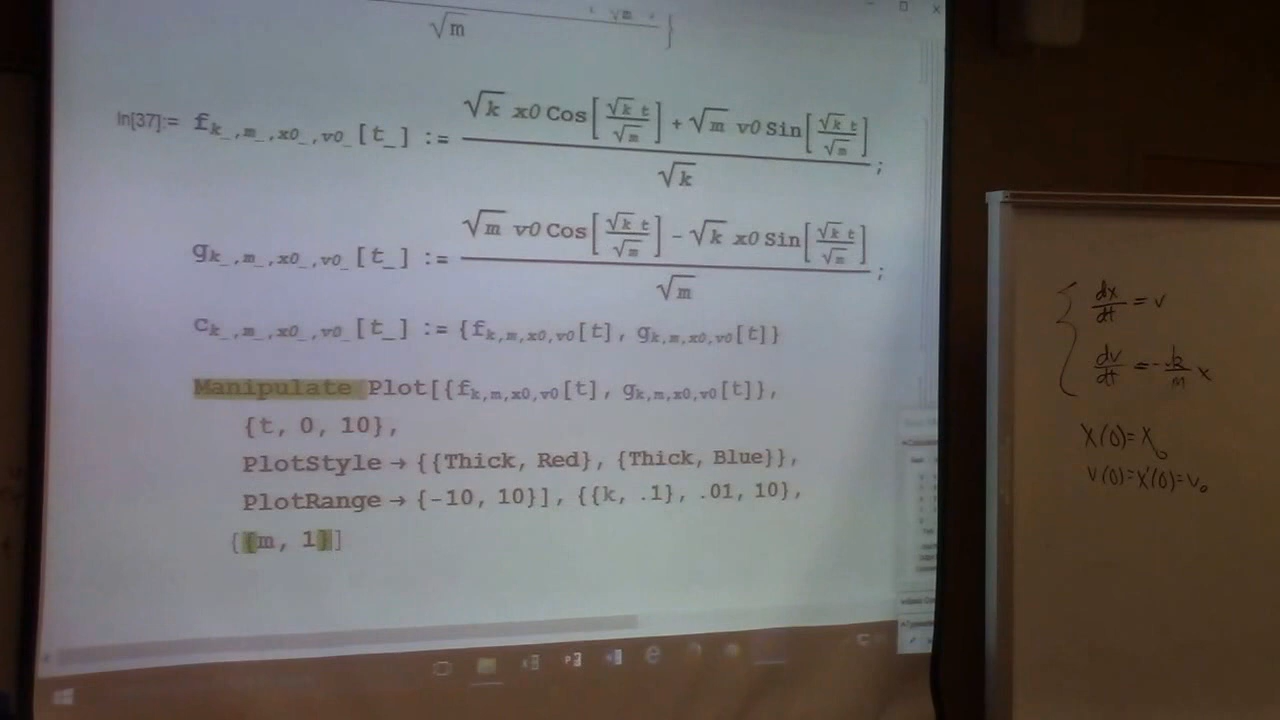 √m }
In[37]:= f_{k_,m_,x0_,v0_}[t_] := (√k x0 Cos[√k t/√m] + √m v0 Sin[√k t/√m])/√k ;
g_{k_,m_,x0_,v0_}[t_] := (√m v0 Cos[√k t/√m] - √k x0 Sin[√k t/√m])/√m ;
c_{k_,m_,x0_,v0_}[t_] := {f_{k,m,x0,v0}[t], g_{k,m,x0,v0}[t]}
Manipulate Plot[{f_{k,m,x0,v0}[t], g_{k,m,x0,v0}[t]},
{t, 0, 10},
PlotStyle → {{Thick, Red}, {Thick, Blue}},
PlotRange → {-10, 10}], {{k, .1}, .01, 10},
{{m, 1}]
{ dx/dt = v
dv/dt = -k/m x
x(0)=x₀
v(0)=x'(0)=v₀